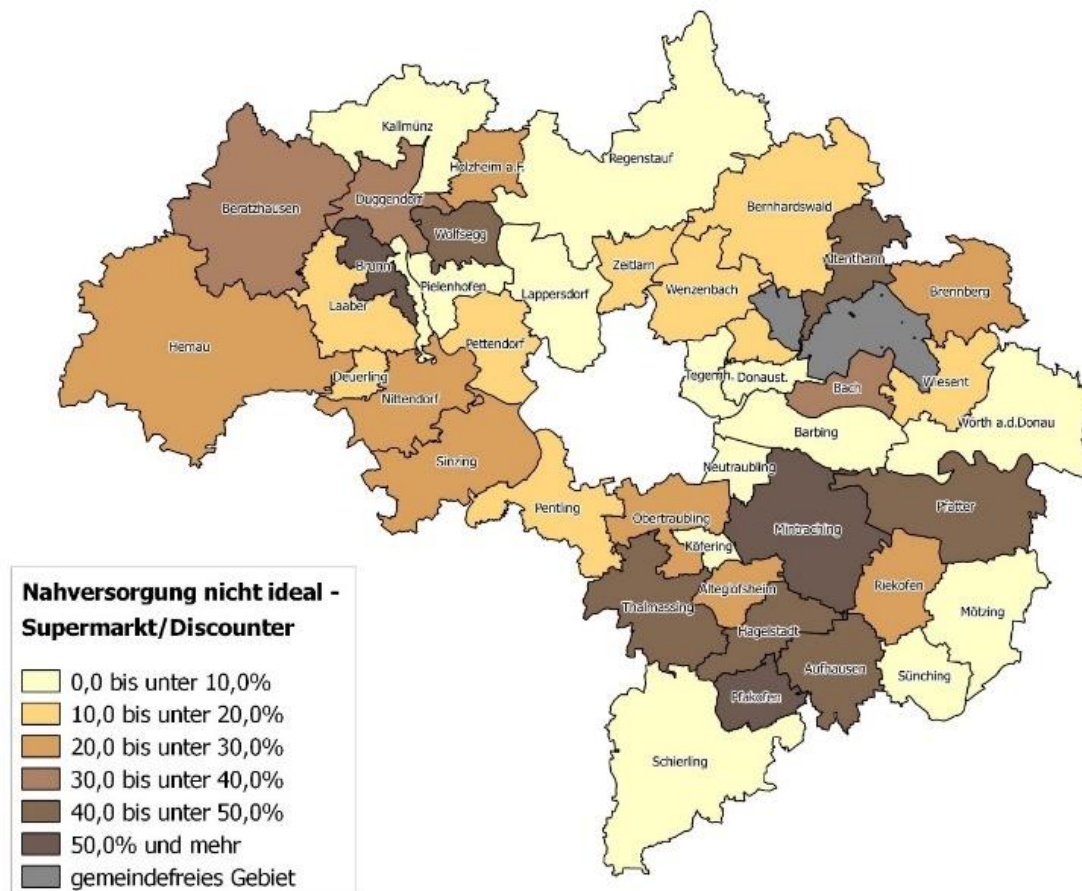 Kallmünz
Regenstauf
Holzheim a.F.
Beratzhausen
Duggendorf
Bernhardswald
Wolfsegg
Altenthann
Brunn
Zeitlarn
Pielenhofen
Lappersdorf
Wenzenbach
Brennberg
Laaber
Hemau
Pettendorf
Deuerling
Tegernh.
Donaust.
Bach
Wiesent
Nittendorf
Wörth a.d.Donau
Barbing
Sinzing
Neutraubling
Pentling
Obertraubling
Mintraching
Pfatter
Köfering
Alteglofsheim
Riekofen
Thalmassing
Mötzing
Hagelstadt
Aufhausen
Sünching
Pfakofen
Schierling
Nahversorgung nicht ideal -
Supermarkt/Discounter
0,0 bis unter 10,0%
10,0 bis unter 20,0%
20,0 bis unter 30,0%
30,0 bis unter 40,0%
40,0 bis unter 50,0%
50,0% und mehr
gemeindefreies Gebiet